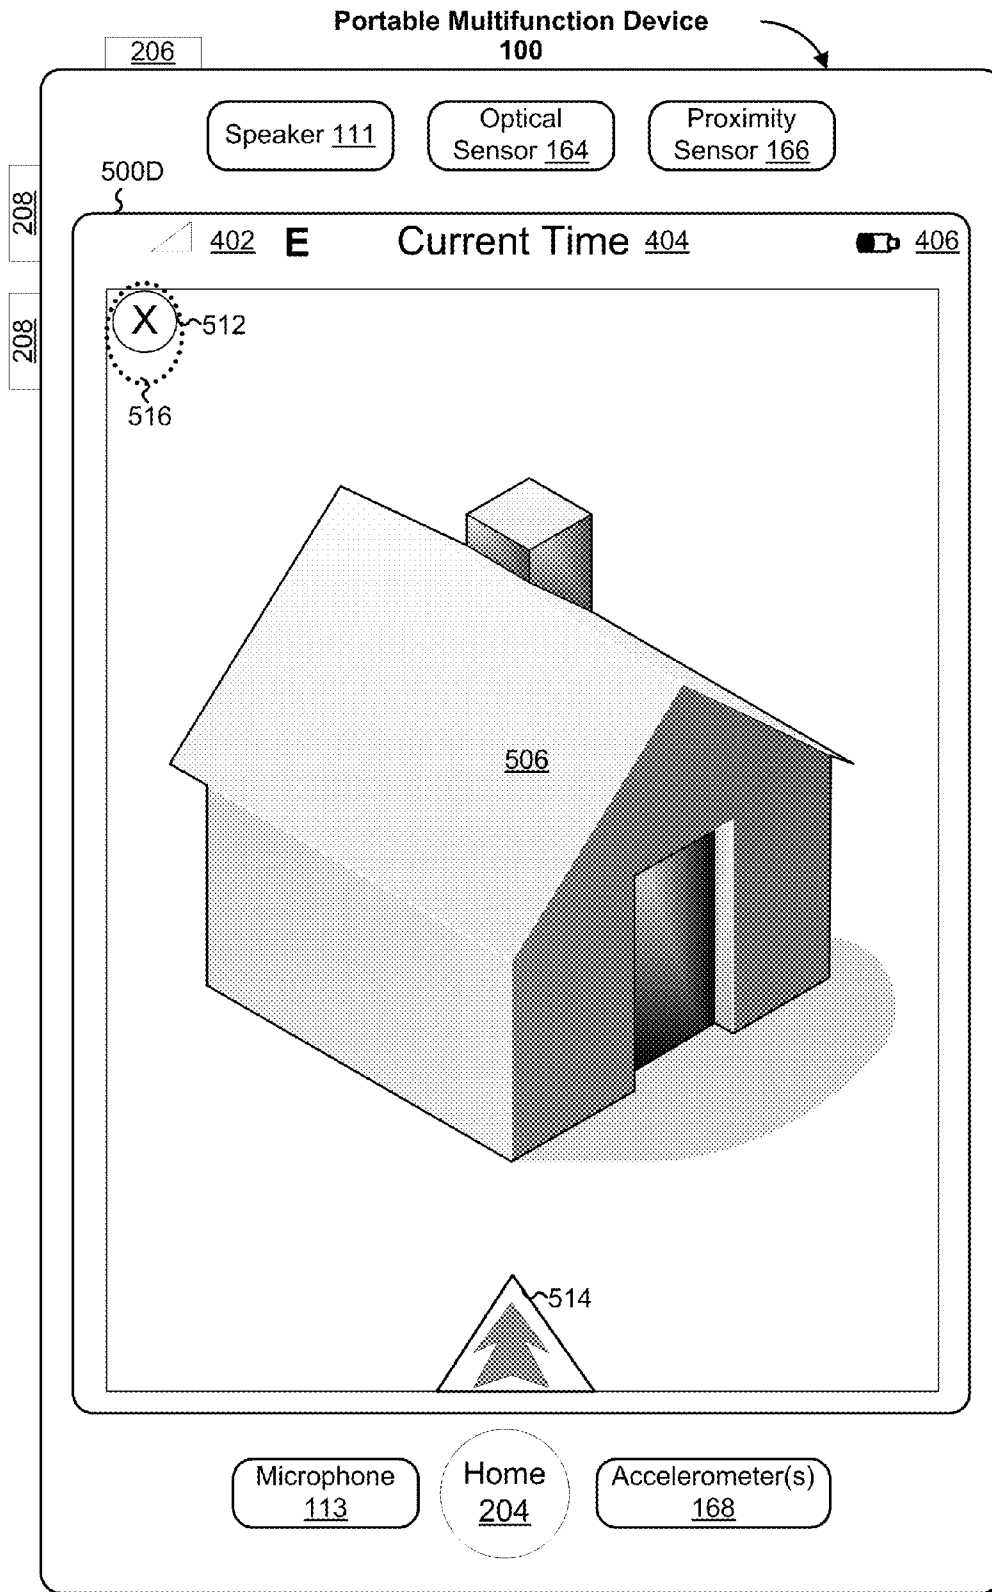 Portable Multifunction Device
100
206
Speaker 111
Optical
Sensor 164
Proximity
Sensor 166
208
500D
402 E Current Time 404 406
208
X 512
516
506
514
Microphone
113
Home
204
Accelerometer(s)
168